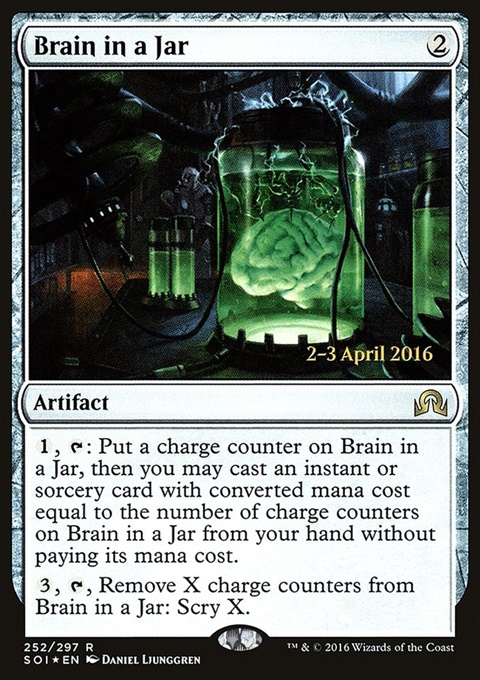 Brain in a Jar 2
2–3 April 2016
Artifact
1, T: Put a charge counter on Brain in
a Jar, then you may cast an instant or
sorcery card with converted mana cost
equal to the number of charge counters
on Brain in a Jar from your hand without
paying its mana cost.
3, T, Remove X charge counters from
Brain in a Jar: Scry X.
252/297 R
SOI★EN Daniel Ljunggren
™ & © 2016 Wizards of the Coast